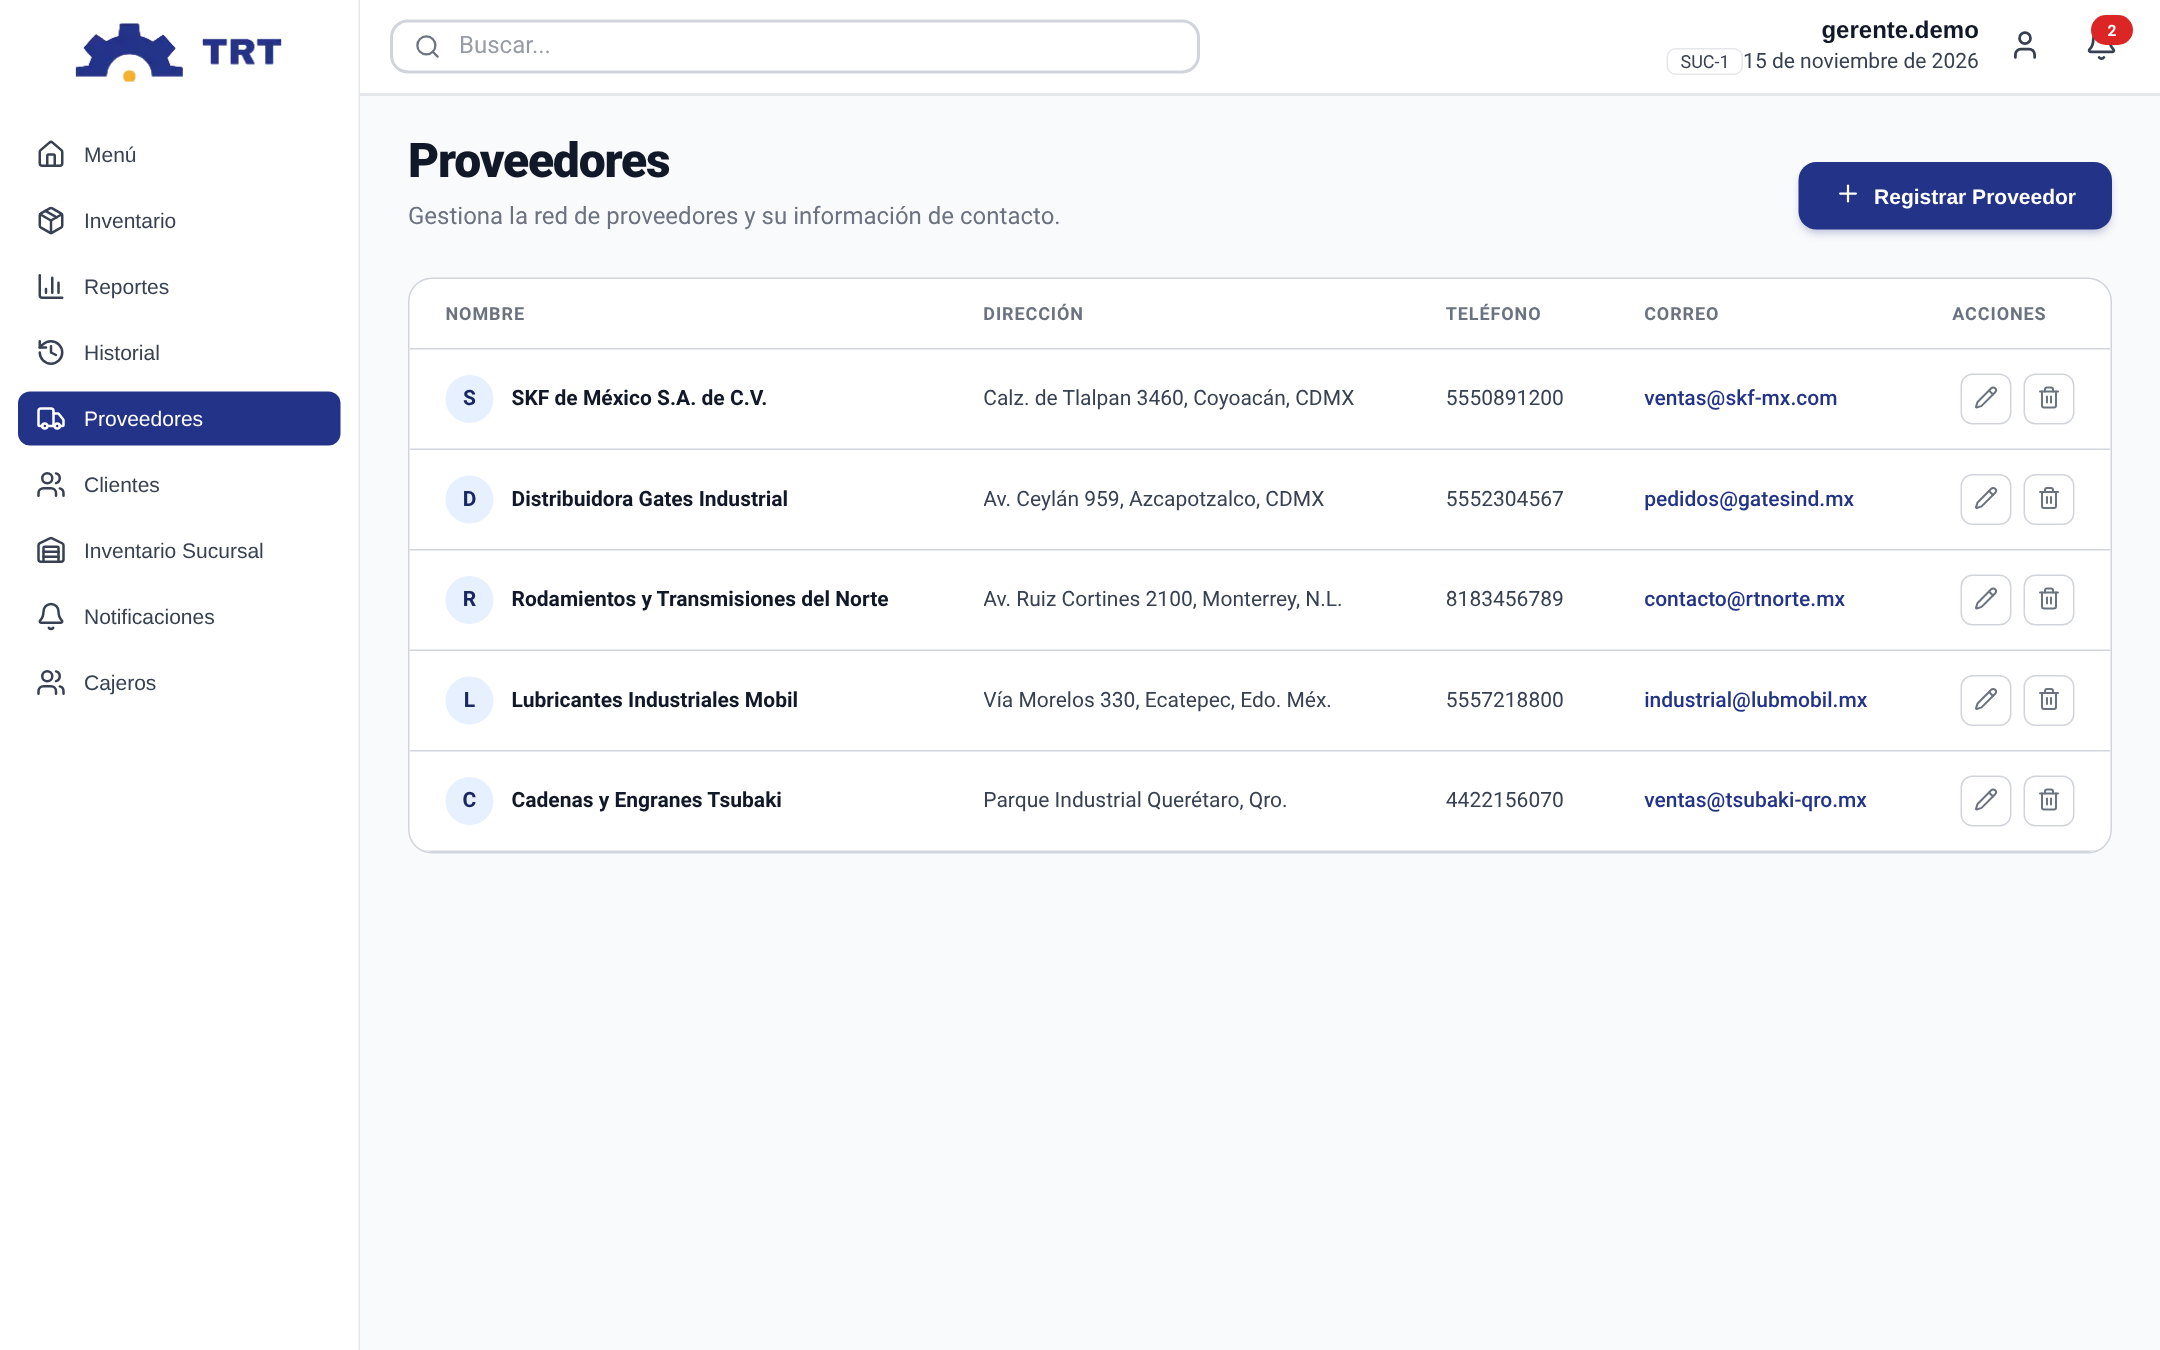 TRT
Menú
Inventario
Reportes
Historial
Proveedores
Clientes
Inventario Sucursal
Notificaciones
Cajeros
Buscar...
gerente.demo
SUC-1 15 de noviembre de 2026
2
Proveedores
Gestiona la red de proveedores y su información de contacto.
Registrar Proveedor
NOMBRE DIRECCIÓN TELÉFONO CORREO ACCIONES
S SKF de México S.A. de C.V. Calz. de Tlalpan 3460, Coyoacán, CDMX 5550891200 ventas@skf-mx.com
D Distribuidora Gates Industrial Av. Ceylán 959, Azcapotzalco, CDMX 5552304567 pedidos@gatesind.mx
R Rodamientos y Transmisiones del Norte Av. Ruiz Cortines 2100, Monterrey, N.L. 8183456789 contacto@rtnorte.mx
L Lubricantes Industriales Mobil Vía Morelos 330, Ecatepec, Edo. Méx. 5557218800 industrial@lubmobil.mx
C Cadenas y Engranes Tsubaki Parque Industrial Querétaro, Qro. 4422156070 ventas@tsubaki-qro.mx